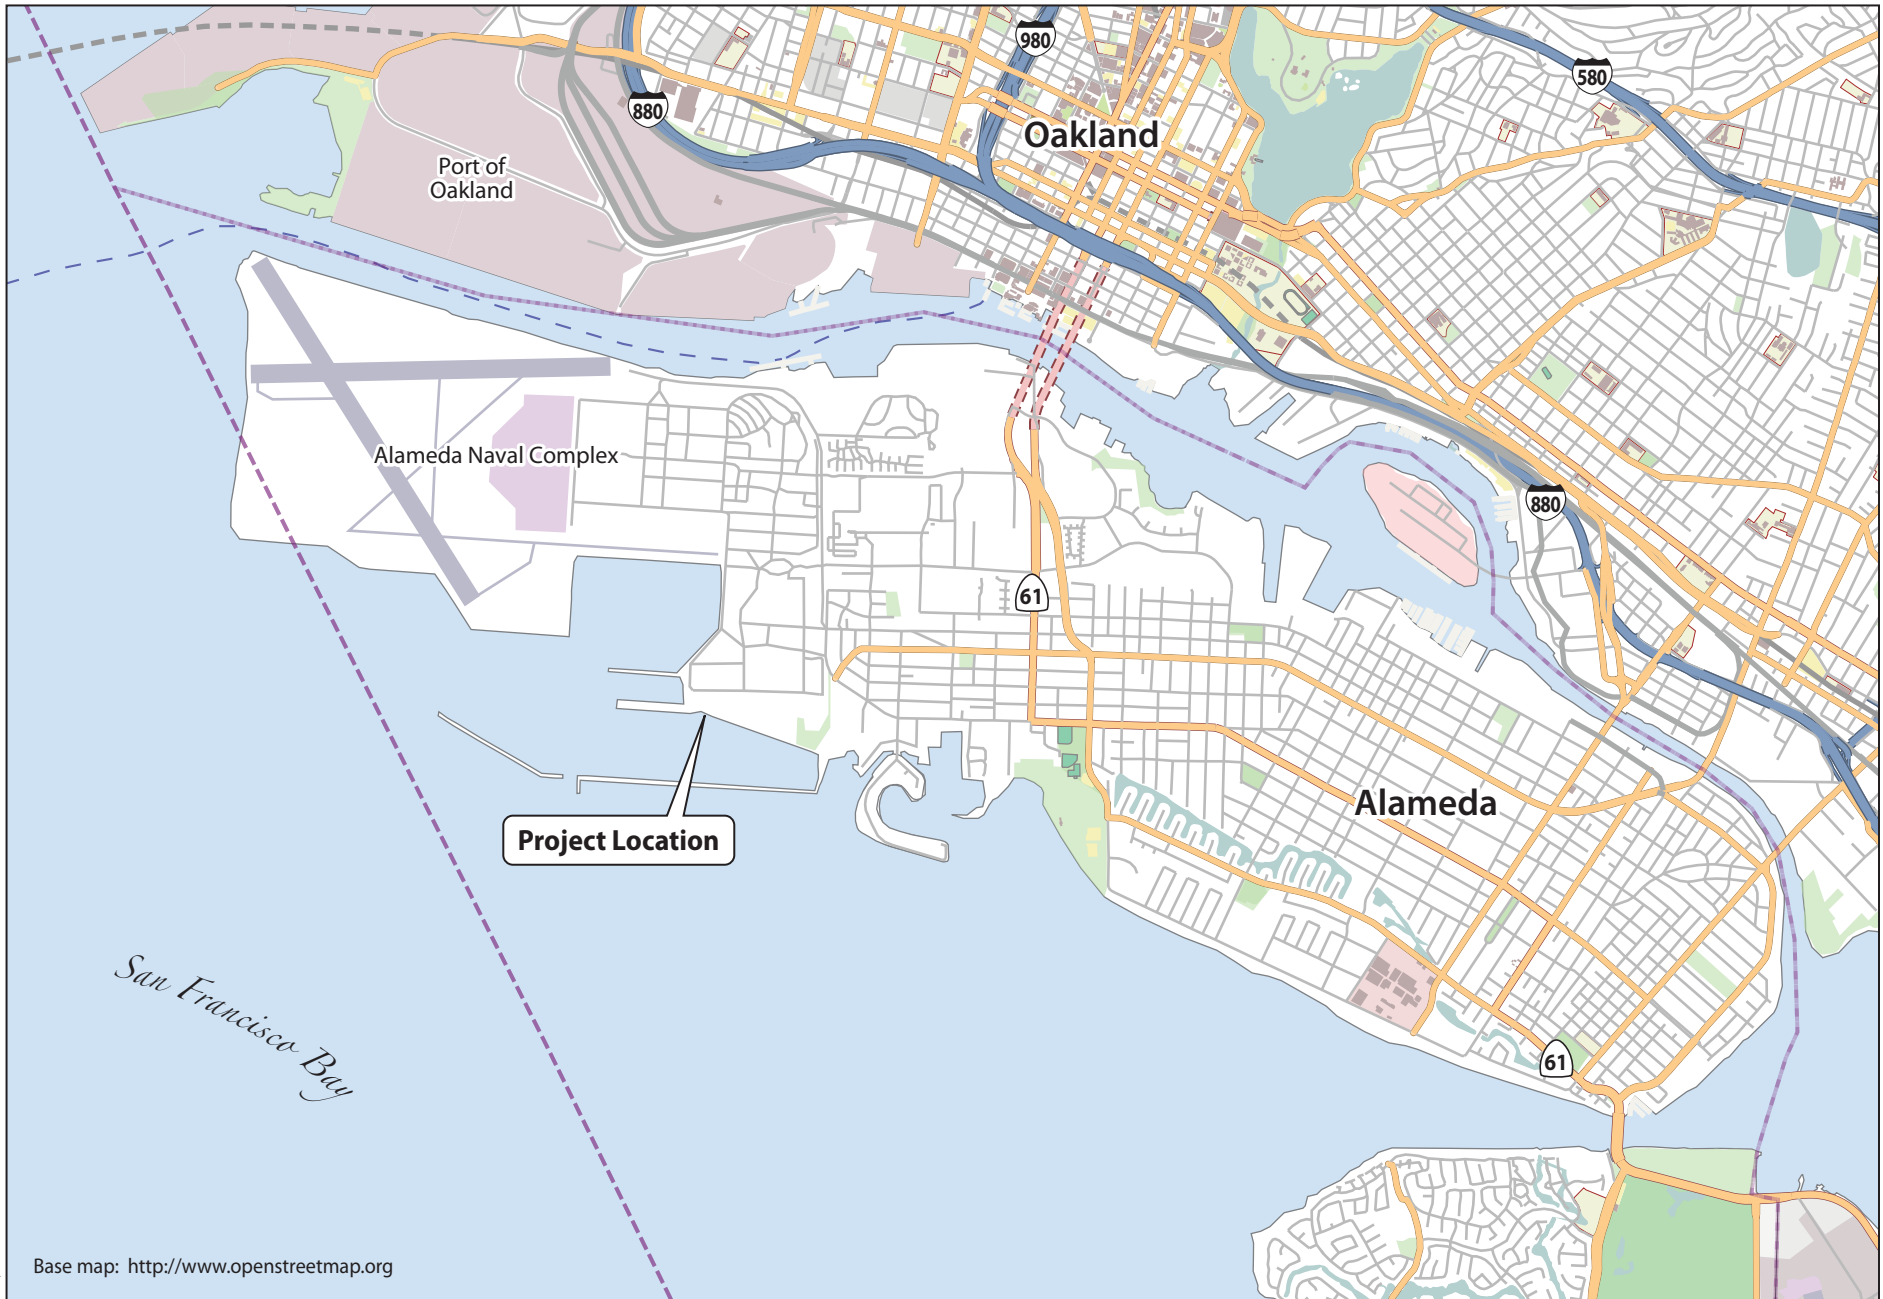 980
580
880
Oakland
Port of
Oakland
Alameda Naval Complex
880
61
Project Location
Alameda
San Francisco Bay
61
Base map: http://www.openstreetmap.org